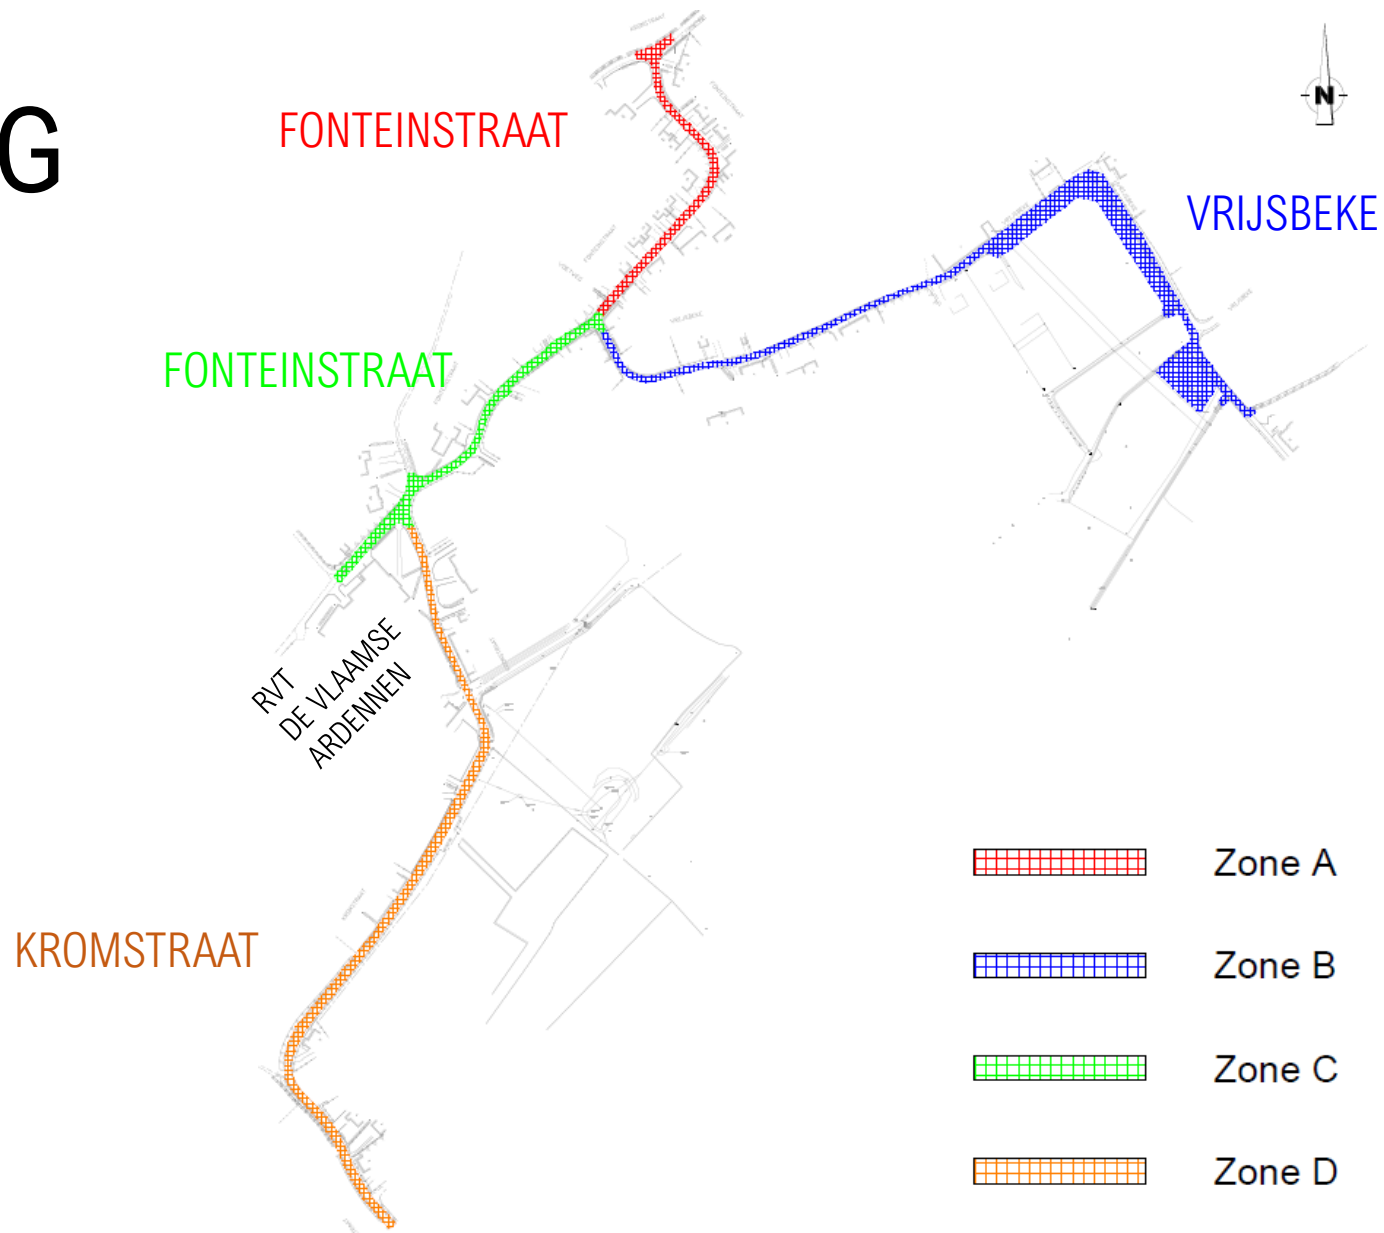 G
FONTEINSTRAAT
N
VRIJSBEKE
FONTEINSTRAAT
RVT
DE VLAAMSE
ARDENNEN
KROMSTRAAT
Zone A
Zone B
Zone C
Zone D